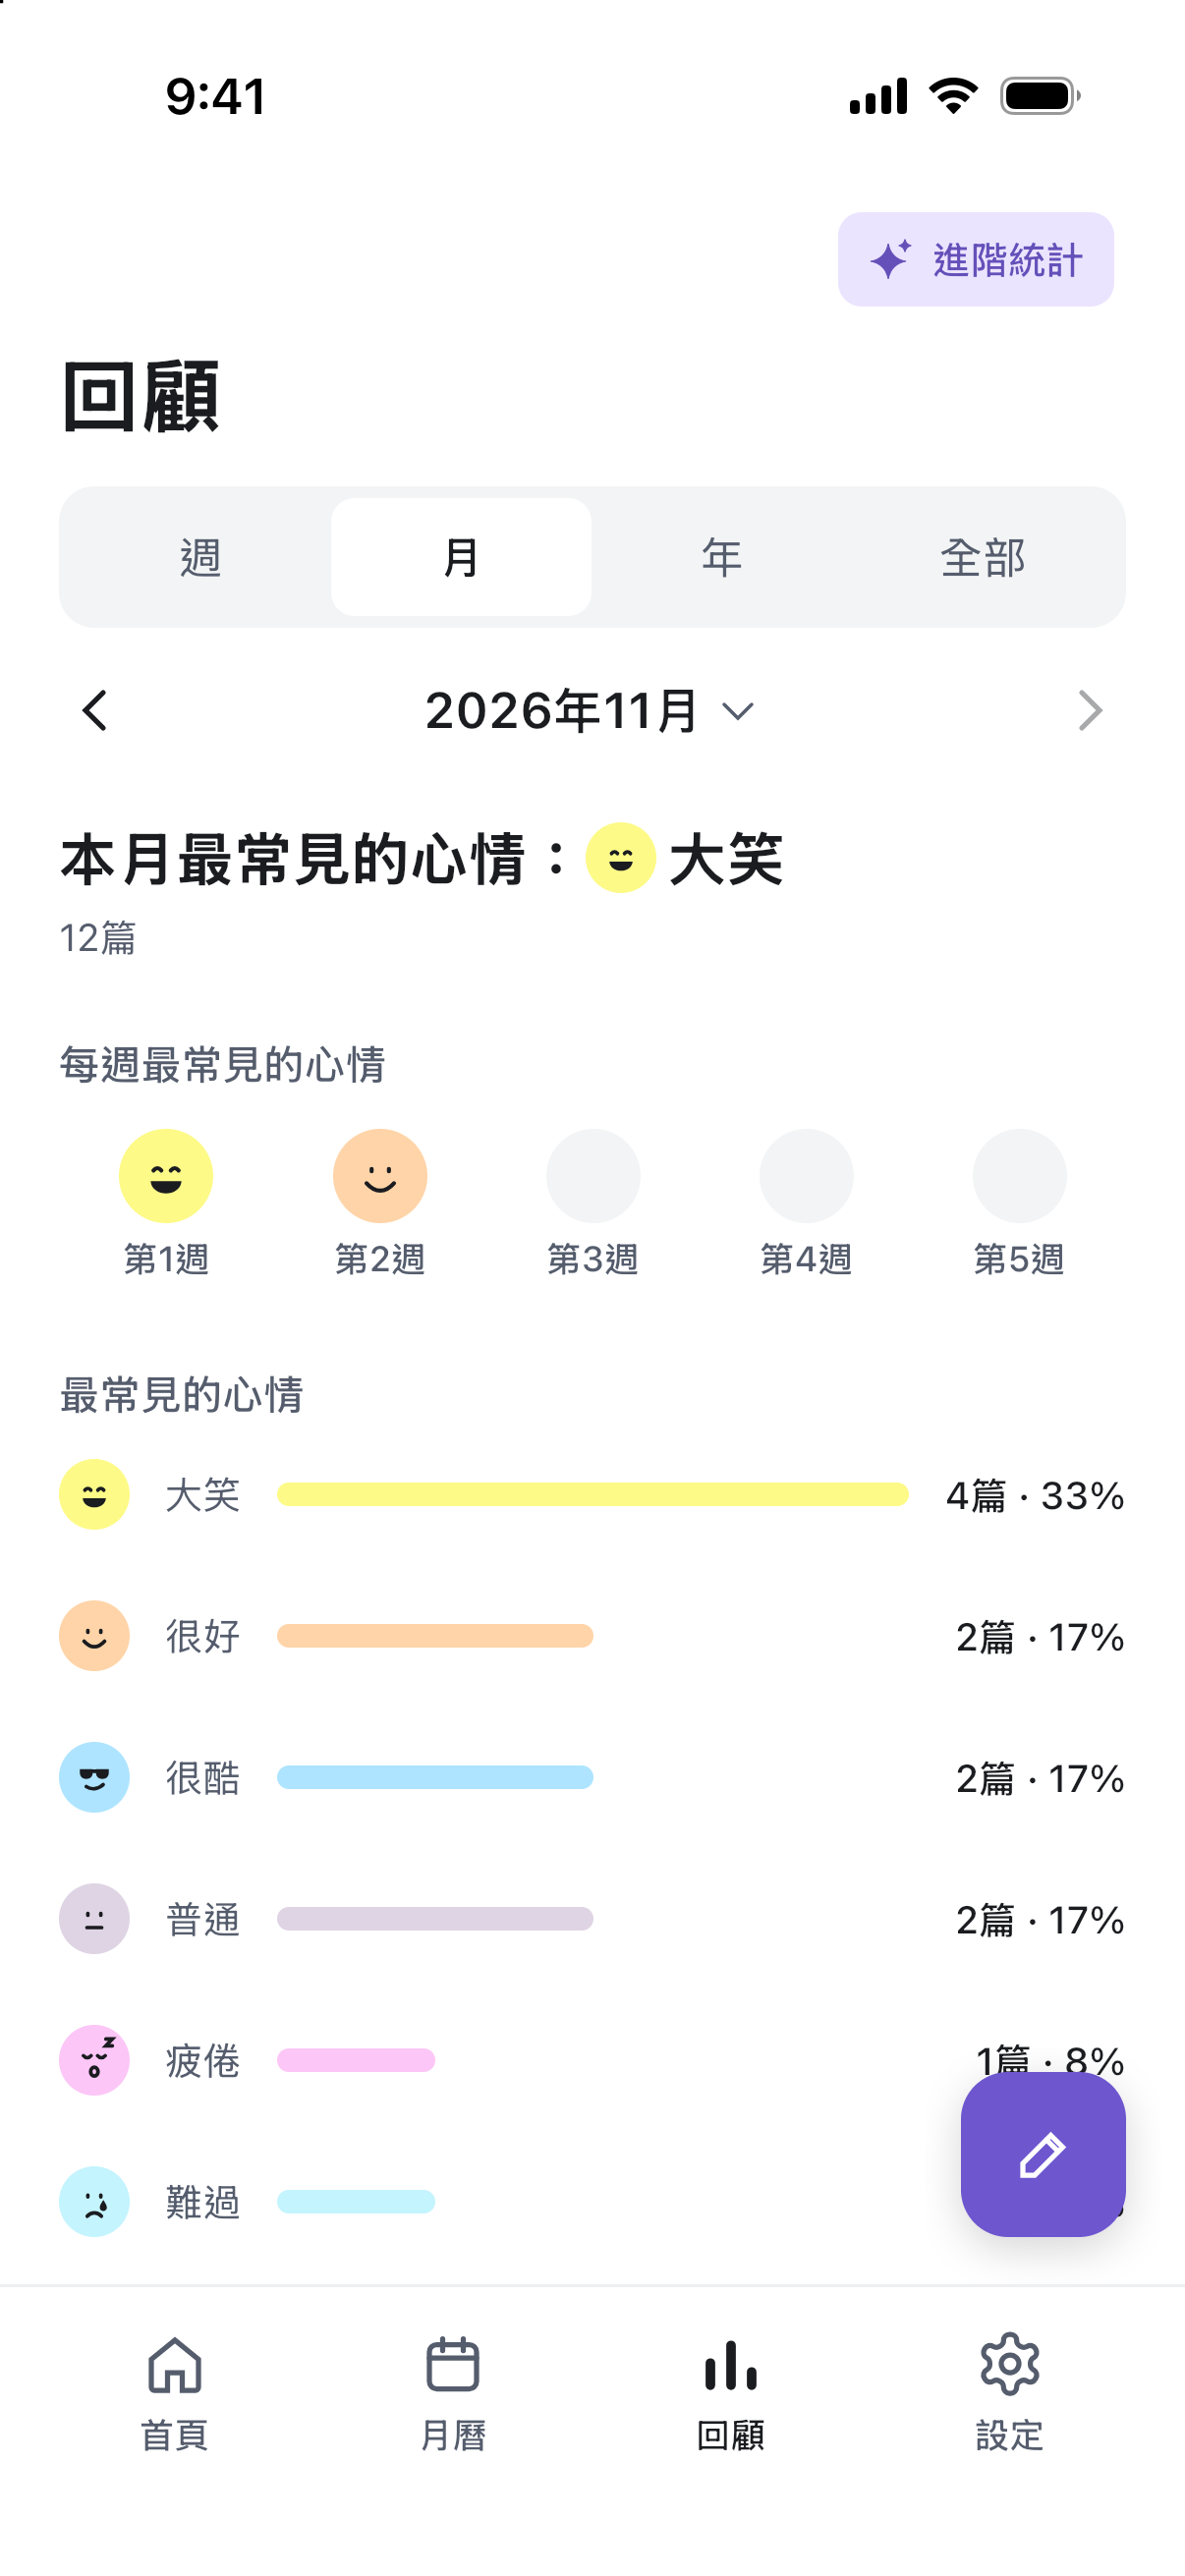 9:41
進階統計
回顧
週 月 年 全部
2026年11月
本月最常見的心情：大笑
12篇
每週最常見的心情
第1週 第2週 第3週 第4週 第5週
最常見的心情
大笑 4篇 · 33%
很好 2篇 · 17%
很酷 2篇 · 17%
普通 2篇 · 17%
疲倦 1篇 · 8%
難過
首頁 月曆 回顧 設定